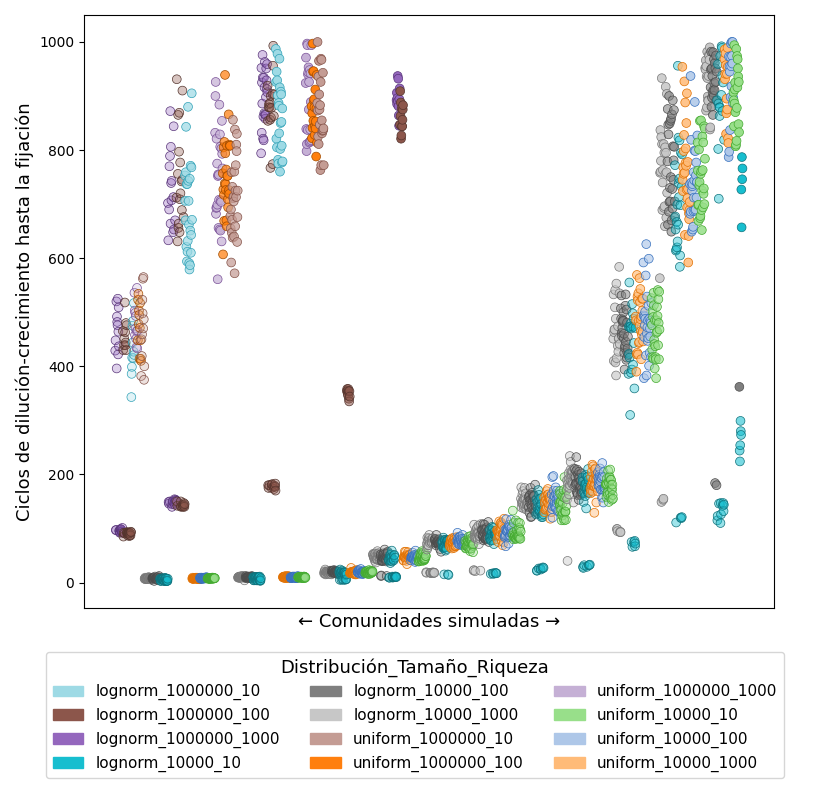 1000
800
600
400
200
0
Ciclos de dilución-crecimiento hasta la fijación
← Comunidades simuladas →
Distribución_Tamaño_Riqueza
lognorm_1000000_10
lognorm_1000000_100
lognorm_1000000_1000
lognorm_10000_10
lognorm_10000_100
lognorm_10000_1000
uniform_1000000_10
uniform_1000000_100
uniform_1000000_1000
uniform_10000_10
uniform_10000_100
uniform_10000_1000